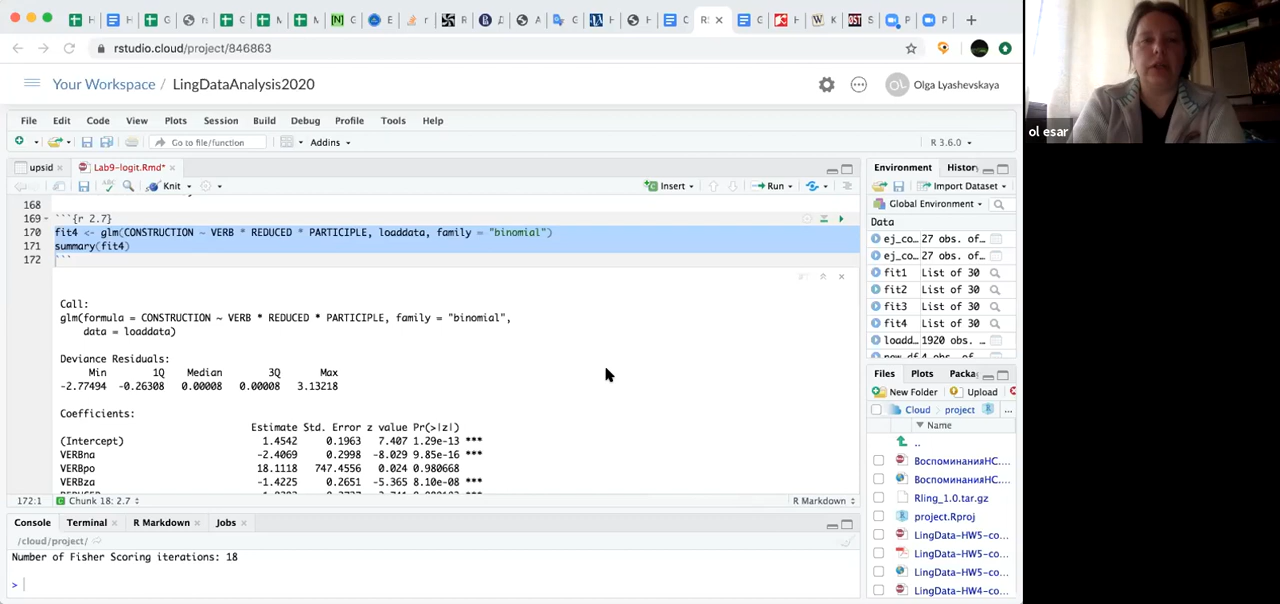 rstudio.cloud/project/846863
Your Workspace / LingDataAnalysis2020
OL Olga Lyashevskaya
ol esar
File Edit Code View Plots Session Build Debug Profile Tools Help
Go to file/function Addins R 3.6.0
upsid Lab9-logit.Rmd*
Knit Insert Run
168
169 ```{r 2.7}
170 fit4 <- glm(CONSTRUCTION ~ VERB * REDUCED * PARTICIPLE, loaddata, family = "binomial")
171 summary(fit4)
172 ```
Call:
glm(formula = CONSTRUCTION ~ VERB * REDUCED * PARTICIPLE, family = "binomial",
data = loaddata)
Deviance Residuals:
Min 1Q Median 3Q Max
-2.77494 -0.26308 0.00008 0.00008 3.13218
Coefficients:
Estimate Std. Error z value Pr(>|z|)
(Intercept) 1.4542 0.1963 7.407 1.29e-13 ***
VERBna -2.4069 0.2998 -8.029 9.85e-16 ***
VERBpo 18.1118 747.4556 0.024 0.980668
VERBza -1.4225 0.2651 -5.365 8.10e-08 ***
172:1 Chunk 18: 2.7 R Markdown
Console Terminal R Markdown Jobs
/cloud/project/
Number of Fisher Scoring iterations: 18
>
Environment History
Import Dataset
Global Environment
Data
ej_co… 27 obs. of…
ej_co… 27 obs. of…
fit1 List of 30
fit2 List of 30
fit3 List of 30
fit4 List of 30
loadd… 1920 obs. …
Files Plots Packa
New Folder Upload
Cloud project ...
Name
..
ВоспоминанияНС....
ВоспоминанияНС....
Rling_1.0.tar.gz
project.Rproj
LingData-HW5-co...
LingData-HW5-co...
LingData-HW5-co...
LingData-HW4-co...